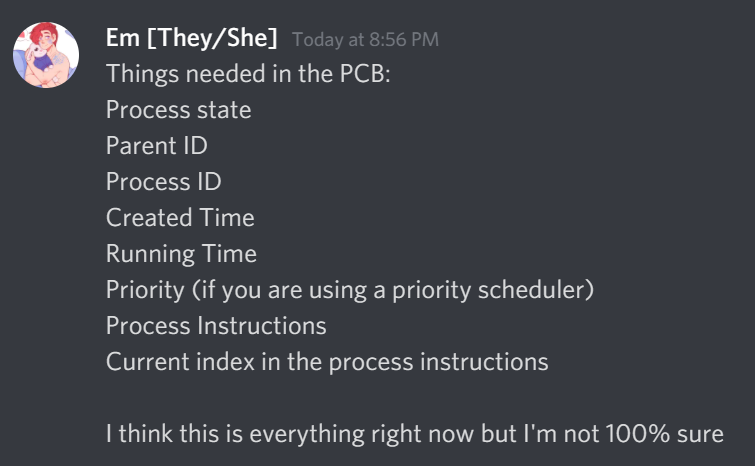 Em [They/She] Today at 8:56 PM
Things needed in the PCB:
Process state
Parent ID
Process ID
Created Time
Running Time
Priority (if you are using a priority scheduler)
Process Instructions
Current index in the process instructions
I think this is everything right now but I'm not 100% sure